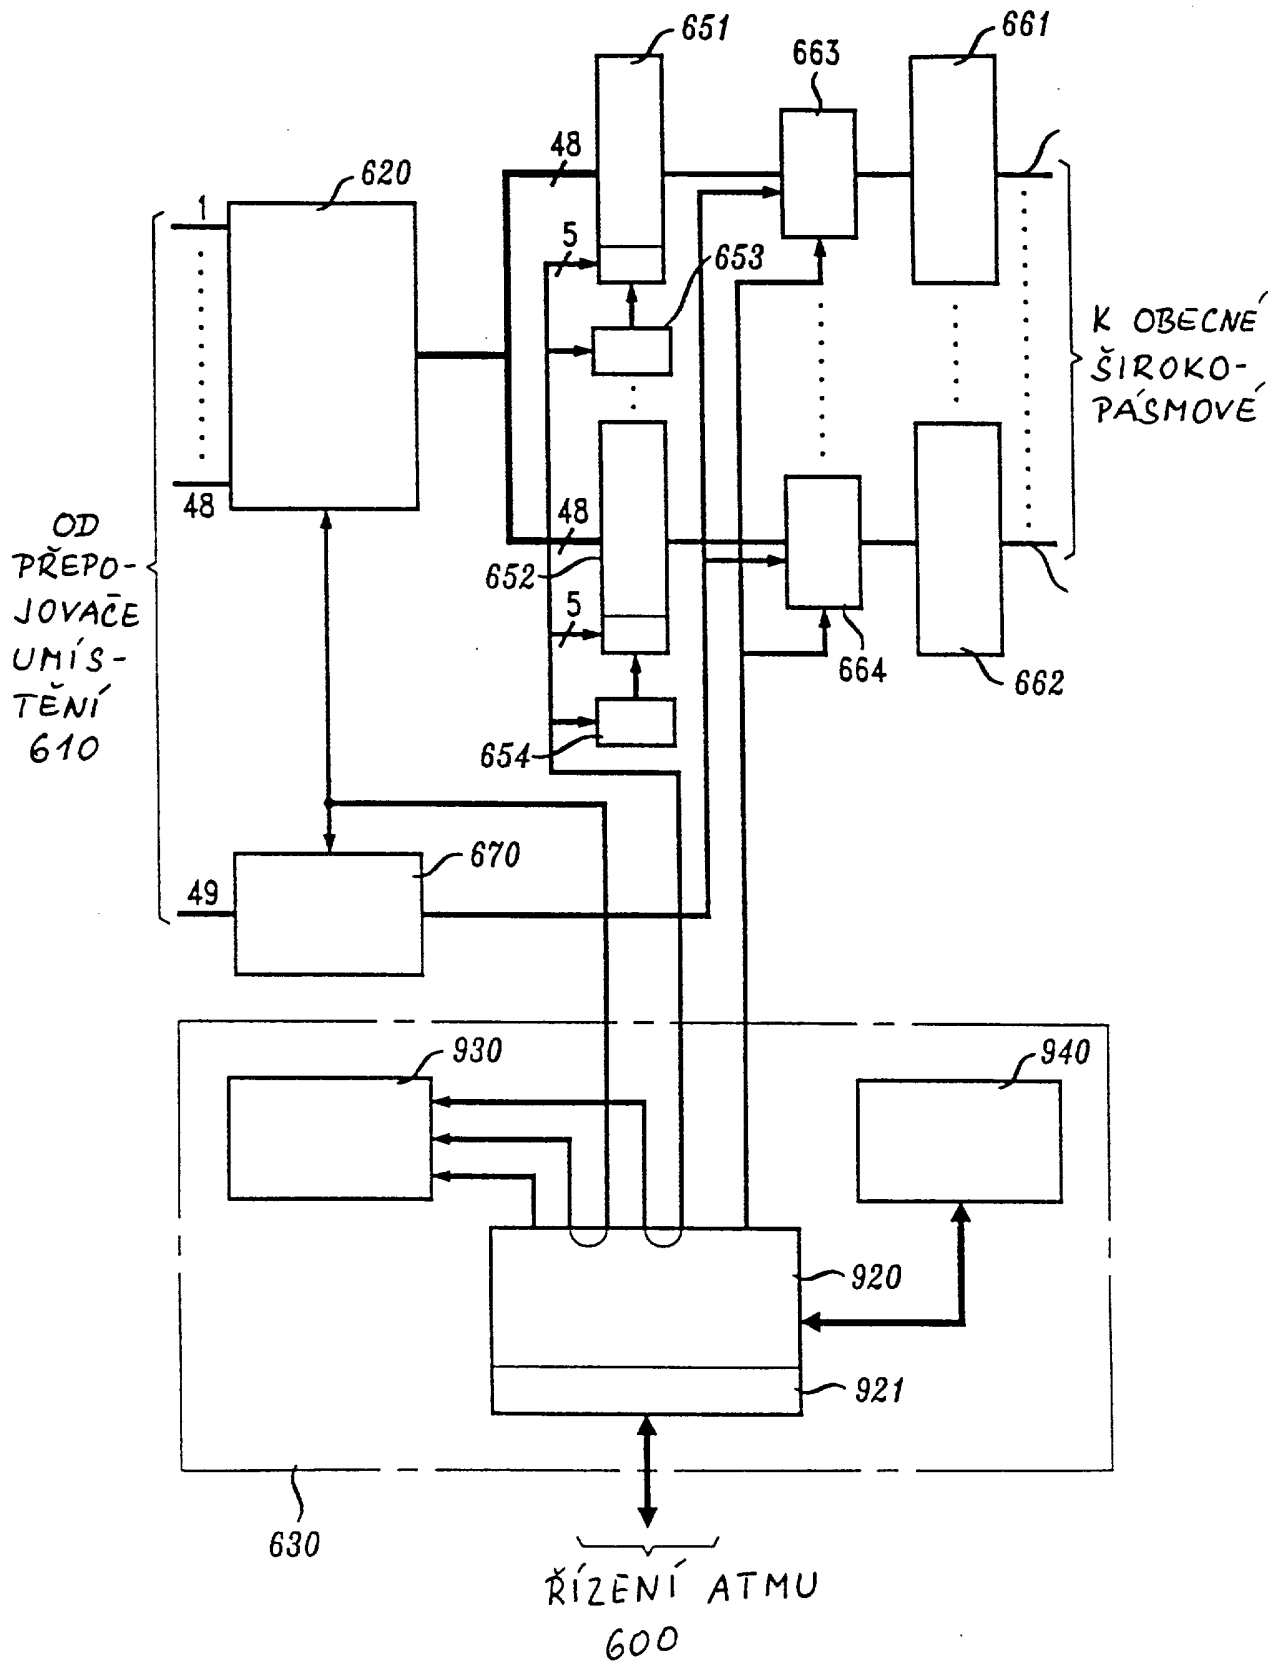 651
661
663
48
620
1
5
653
K OBECNÉ
ŠIROKO-
PÁSMOVÉ
48
48
OD
PŘEPO-
JOVAČE
UMÍS-
TĚNÍ
610
652
5
664
662
654
670
49
930
940
920
921
630
ŘÍZENÍ ATMU
600